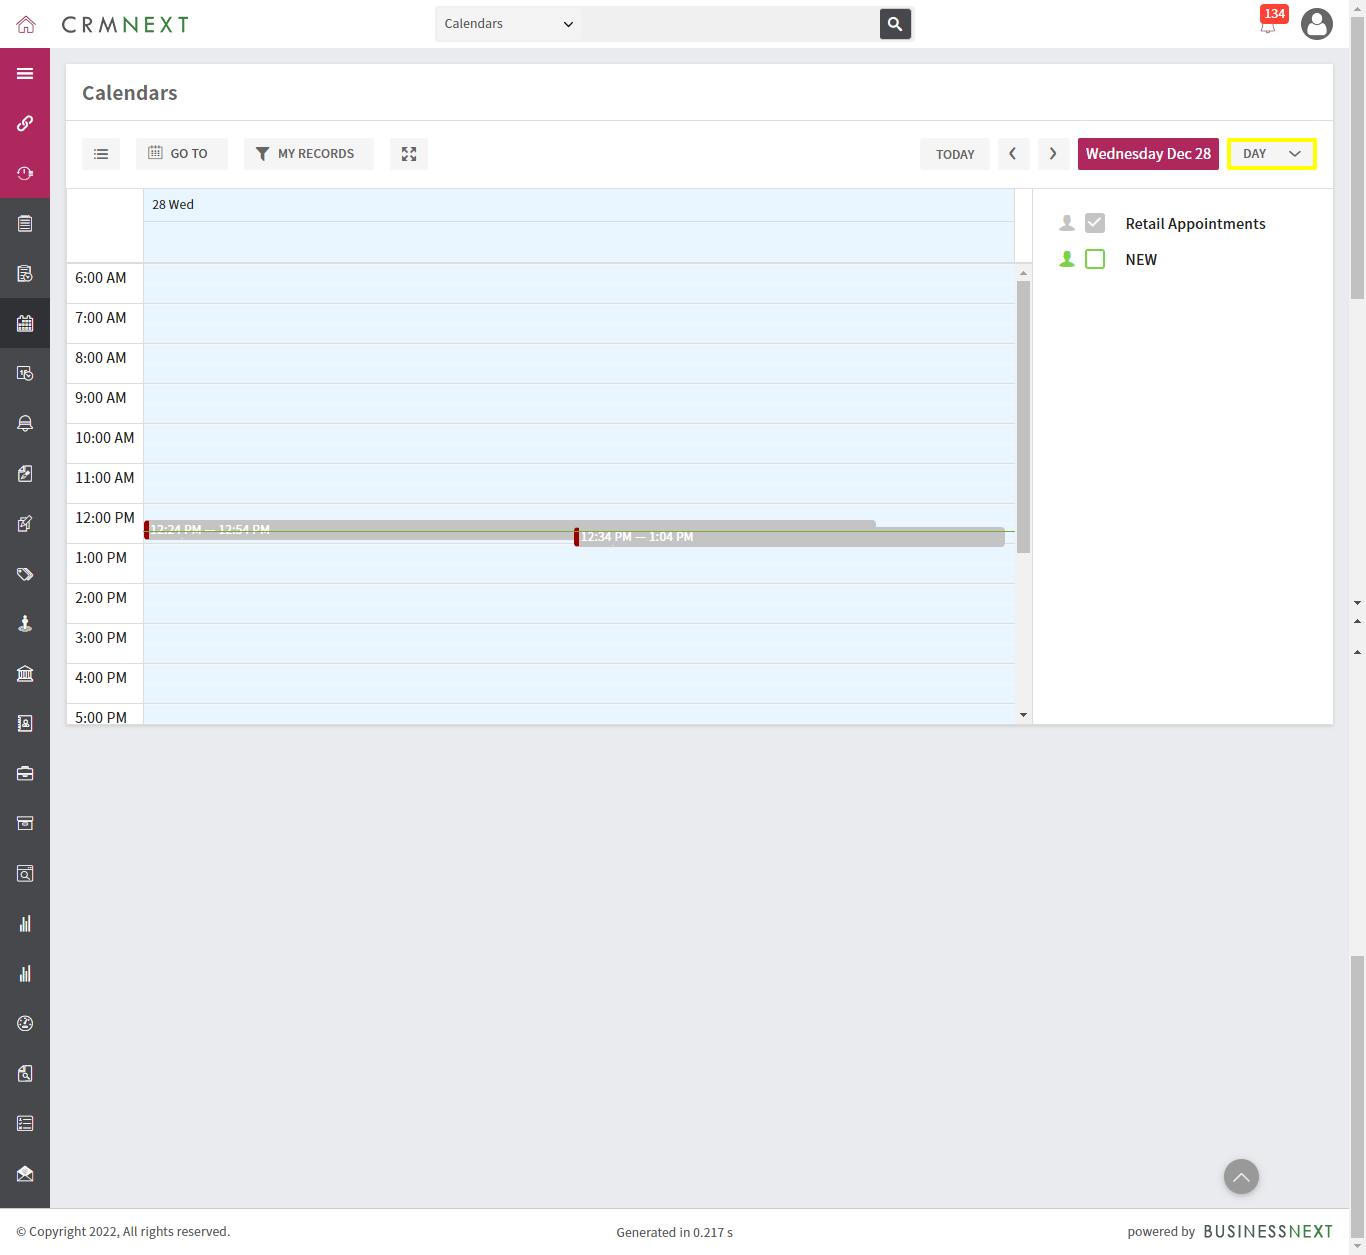 CRMNEXT
Calendars
134
Calendars
GO TO
MY RECORDS
TODAY
Wednesday Dec 28
DAY
28 Wed
Retail Appointments
NEW
6:00 AM
7:00 AM
8:00 AM
9:00 AM
10:00 AM
11:00 AM
12:00 PM
12:24 PM — 12:54 PM
12:34 PM — 1:04 PM
1:00 PM
2:00 PM
3:00 PM
4:00 PM
5:00 PM
© Copyright 2022, All rights reserved.
Generated in 0.217 s
powered by BUSINESSNEXT